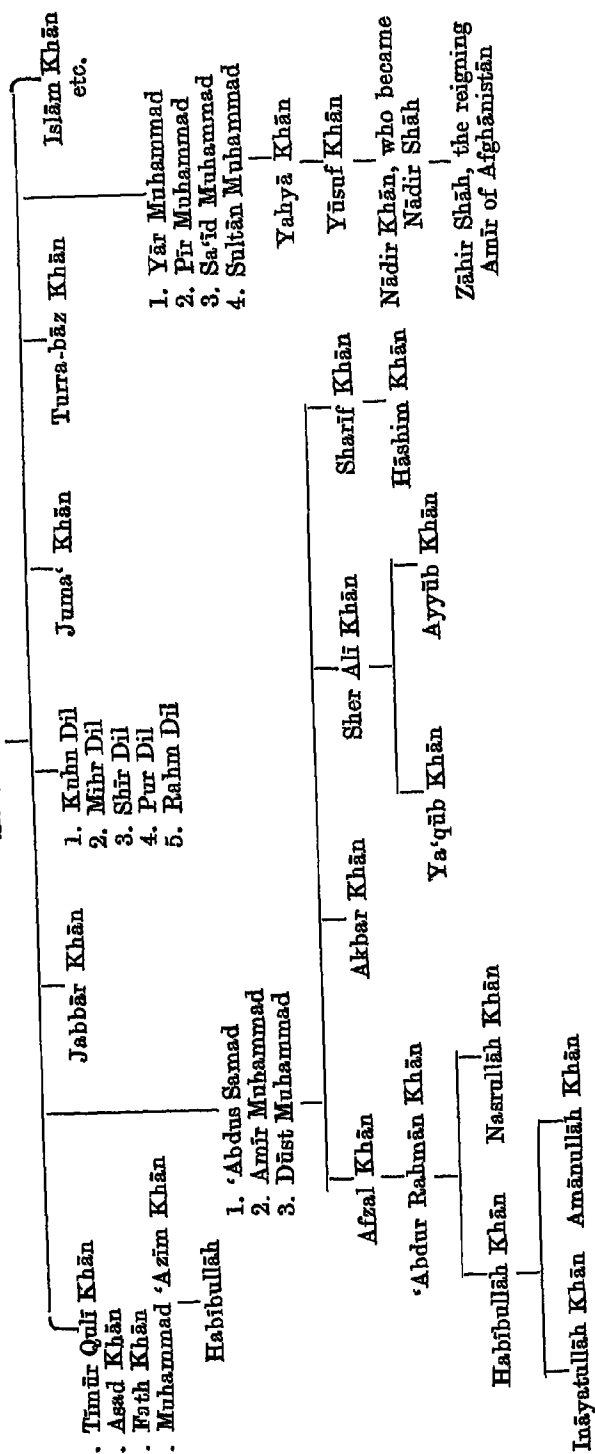 . Tīmūr Qulī Khān
. Asad Khān
. Fath Khān
. Muhammad ‘Azīm Khān
Habībullāh
Jabbār Khān
1. Kuhn Dil
2. Mihr Dil
3. Shīr Dil
4. Pur Dil
5. Rahm Dil
Juma‘ Khān
Turra-bāz Khān
Islām Khān
etc.
1. ‘Abdus Samad
2. Amīr Muhammad
3. Dūst Muhammad
1. Yār Muhammad
2. Pīr Muhammad
3. Sa‘īd Muhammad
4. Sultān Muhammad
Yahyā Khān
Yūsuf Khān
Nādir Khān, who became
Nādir Shāh
Zāhir Shāh, the reigning
Amīr of Afghānistān
Afzal Khān
Akbar Khān
Sher Alī Khān
Sharīf Khān
‘Abdur Rahmān Khān
Hāshim Khān
Ya‘qūb Khān
Ayyūb Khān
Habībullāh Khān
Nasrullāh Khān
Ināyatullāh Khān
Amānullāh Khān